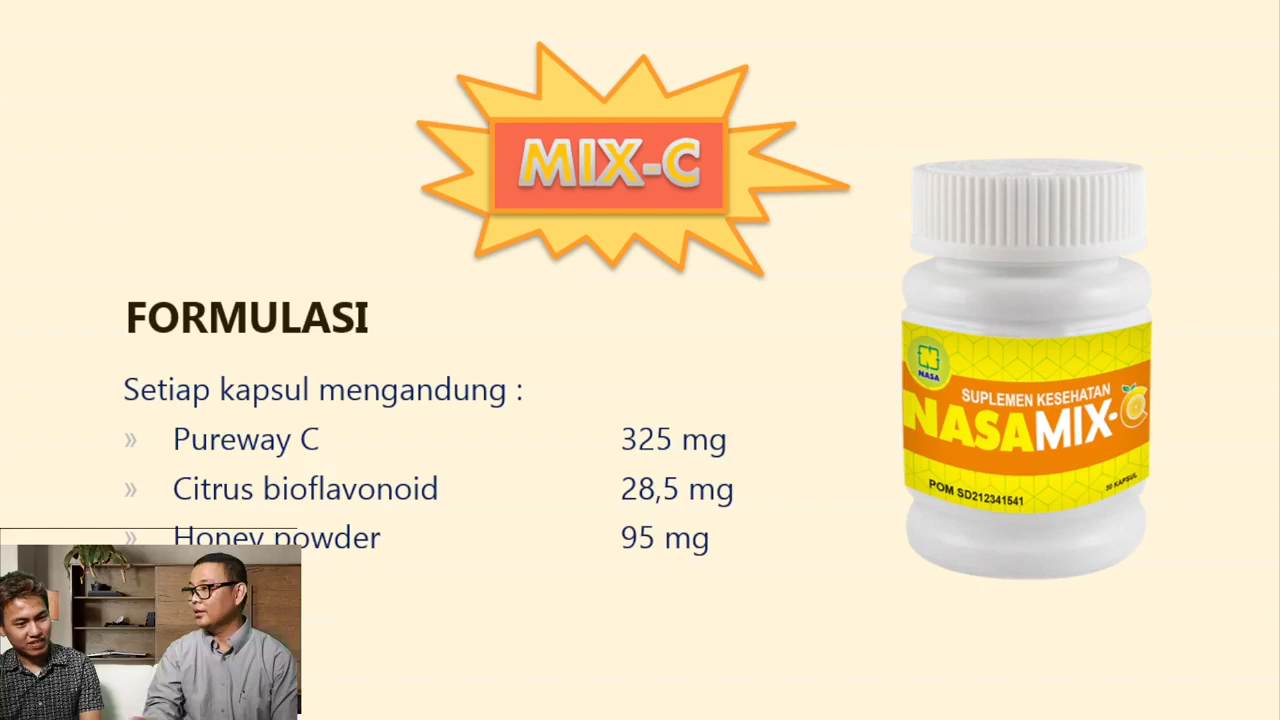 MIX-C
FORMULASI
Setiap kapsul mengandung :
» Pureway C 325 mg
» Citrus bioflavonoid 28,5 mg
» Honey powder 95 mg
NASA
SUPLEMEN KESEHATAN
NASAMIX-C
POM SD212341541
30 KAPSUL